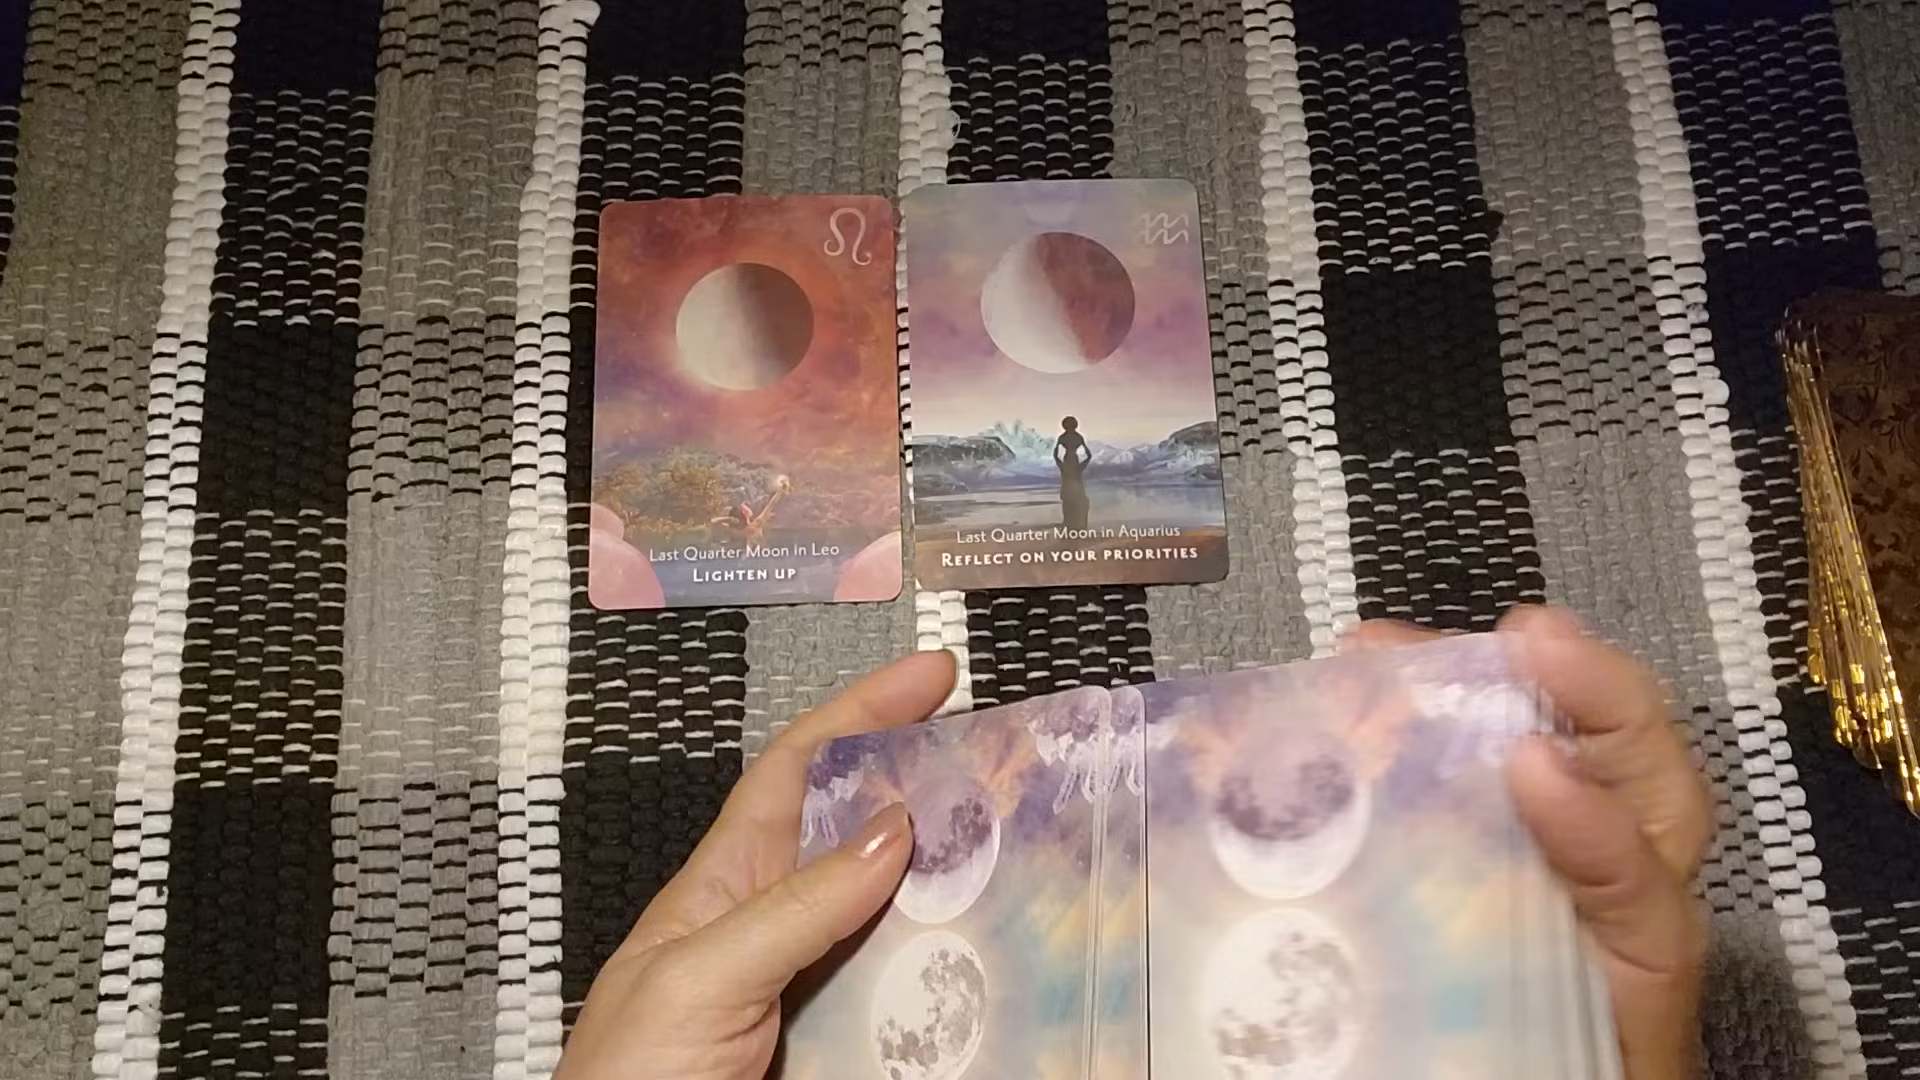 Last Quarter Moon in Leo
LIGHTEN UP
Last Quarter Moon in Aquarius
REFLECT ON YOUR PRIORITIES